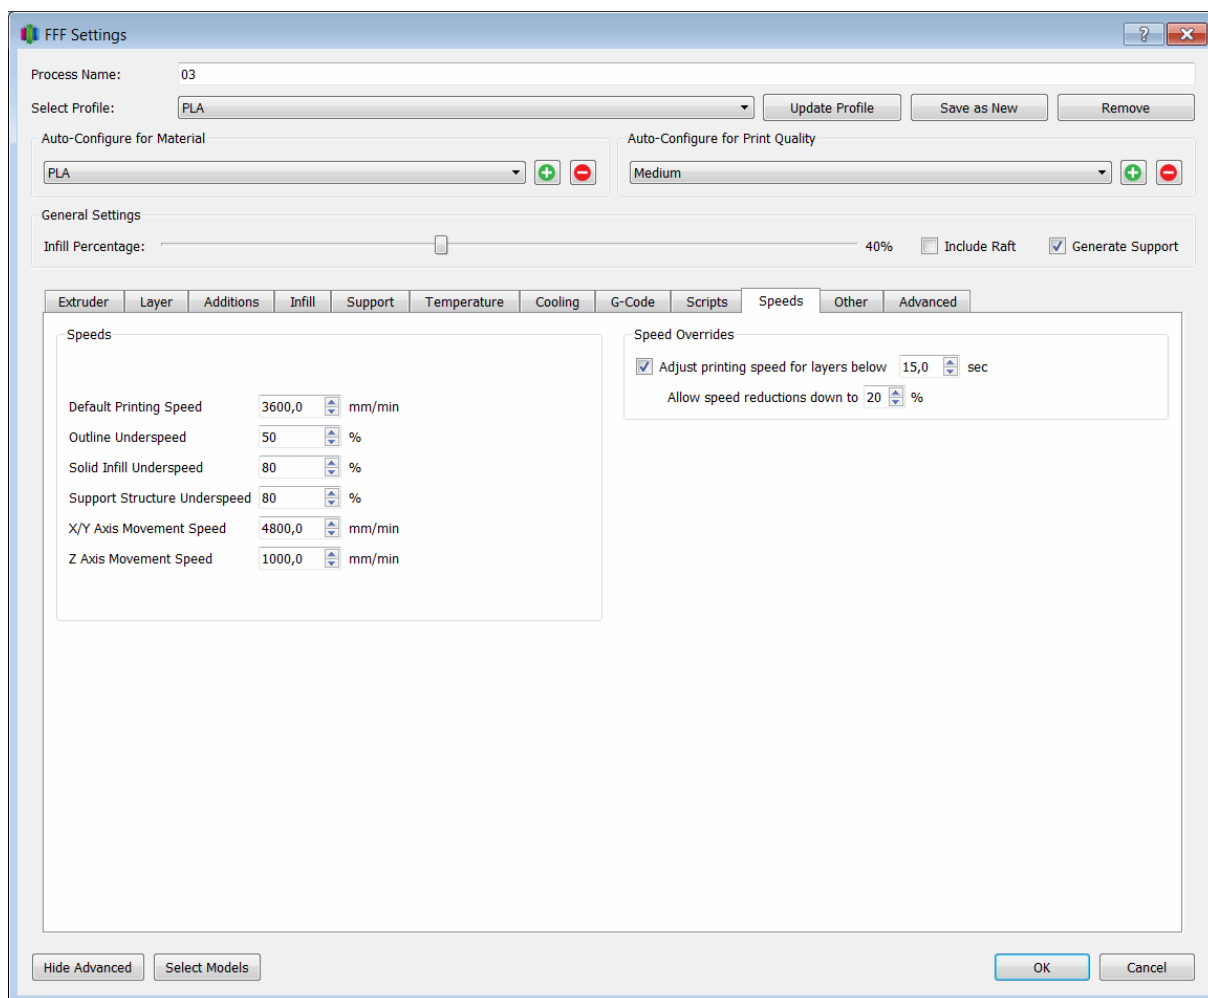 FFF Settings
Process Name: 03
Select Profile: PLA Update Profile Save as New Remove
Auto-Configure for Material Auto-Configure for Print Quality
PLA Medium
General Settings
Infill Percentage: 40% Include Raft Generate Support
Extruder Layer Additions Infill Support Temperature Cooling G-Code Scripts Speeds Other Advanced
Speeds Speed Overrides
Adjust printing speed for layers below 15,0 sec
Allow speed reductions down to 20 %
Default Printing Speed 3600,0 mm/min
Outline Underspeed 50 %
Solid Infill Underspeed 80 %
Support Structure Underspeed 80 %
X/Y Axis Movement Speed 4800,0 mm/min
Z Axis Movement Speed 1000,0 mm/min
Hide Advanced Select Models OK Cancel